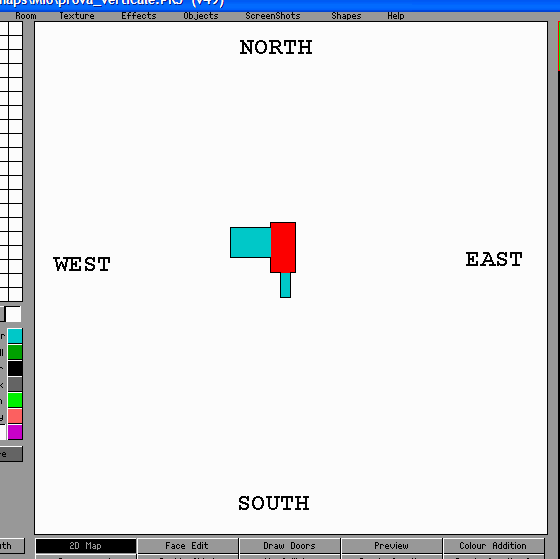 maps\Mio\prova_verticale.PRJ (v49)
Room Texture Effects Objects ScreenShots Shapes Help
NORTH
WEST
EAST
SOUTH
2D Map Face Edit Draw Doors Preview Colour Addition